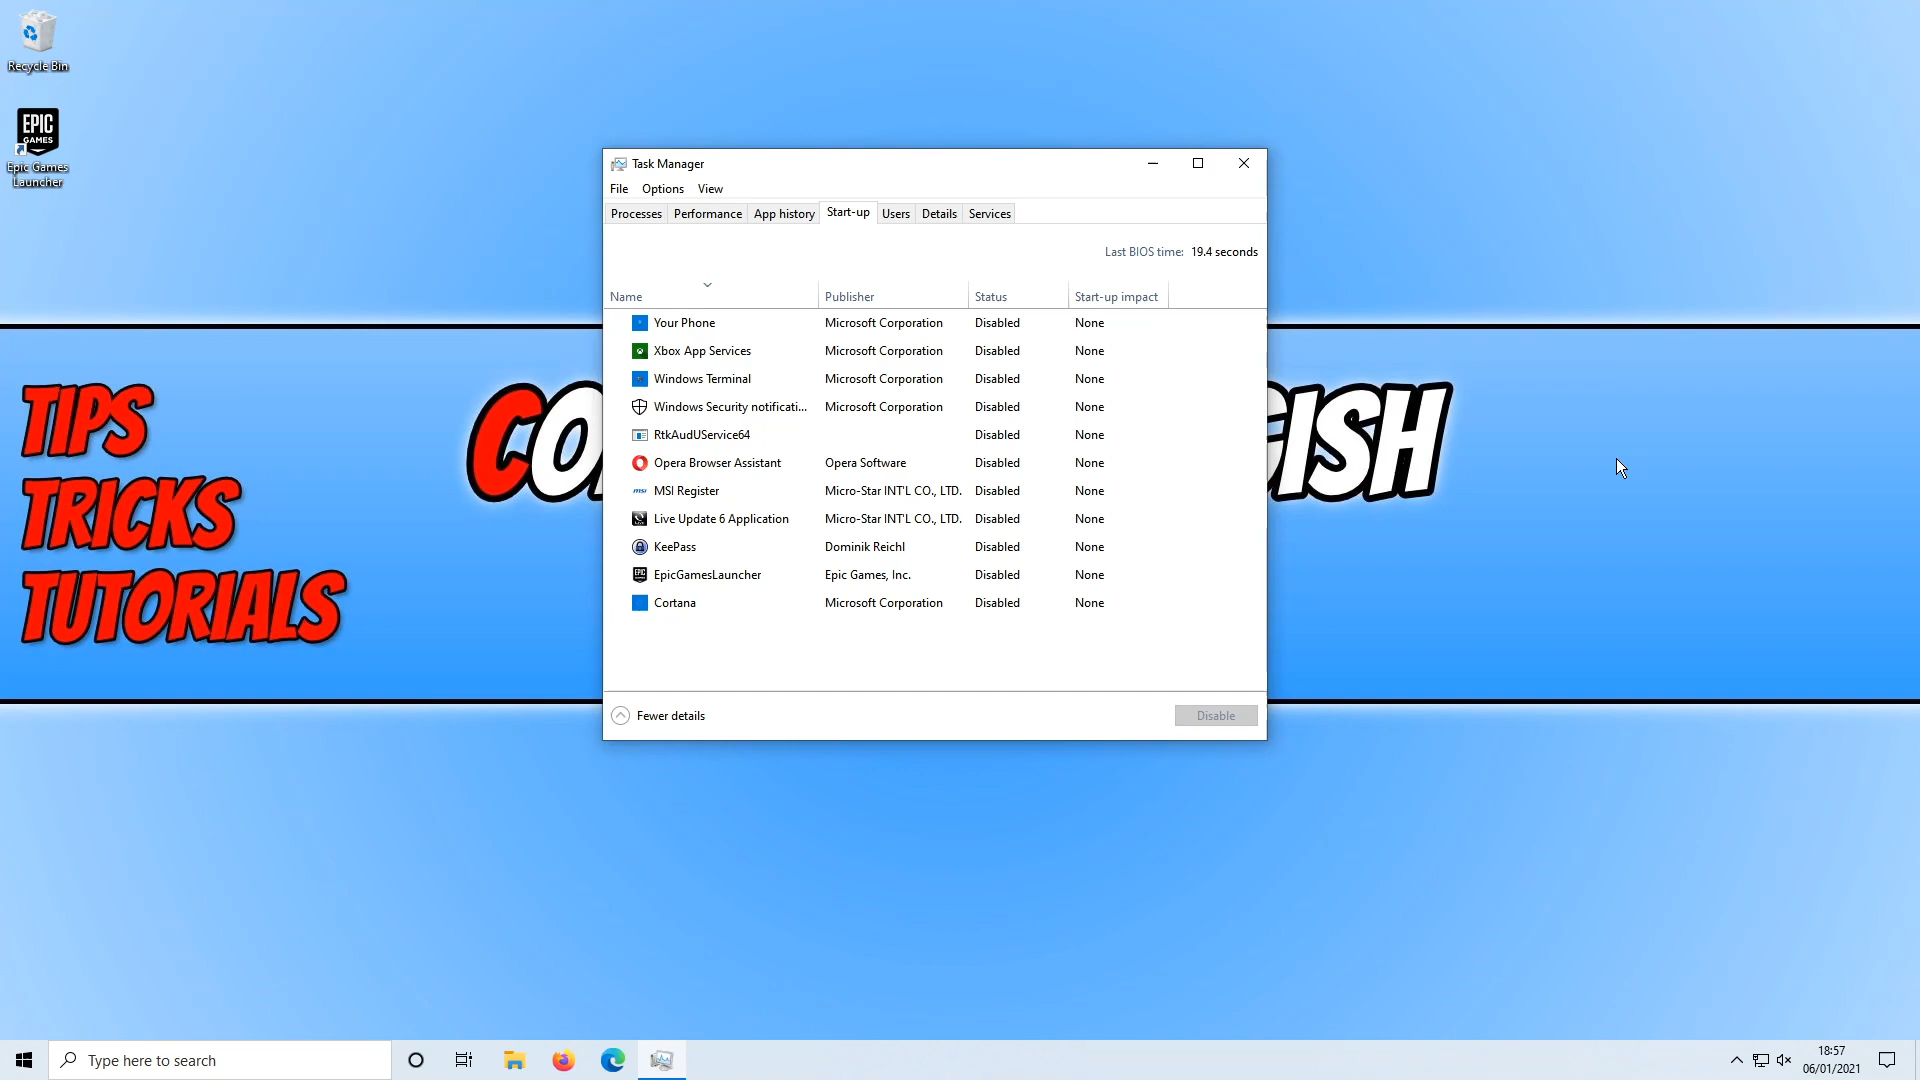 Recycle Bin
EPIC
GAMES
Epic Games
Launcher
TIPS
TRICKS
TUTORIALS
Task Manager
File Options View
Processes Performance App history Start-up Users Details Services
Last BIOS time: 19.4 seconds
Name Publisher Status Start-up impact
Your Phone Microsoft Corporation Disabled None
Xbox App Services Microsoft Corporation Disabled None
Windows Terminal Microsoft Corporation Disabled None
Windows Security notificati... Microsoft Corporation Disabled None
RtkAudUService64 Disabled None
Opera Browser Assistant Opera Software Disabled None
msi MSI Register Micro-Star INT'L CO., LTD. Disabled None
Live Update 6 Application Micro-Star INT'L CO., LTD. Disabled None
KeePass Dominik Reichl Disabled None
EPIC EpicGamesLauncher Epic Games, Inc. Disabled None
Cortana Microsoft Corporation Disabled None
Fewer details Disable
Type here to search
18:57
06/01/2021